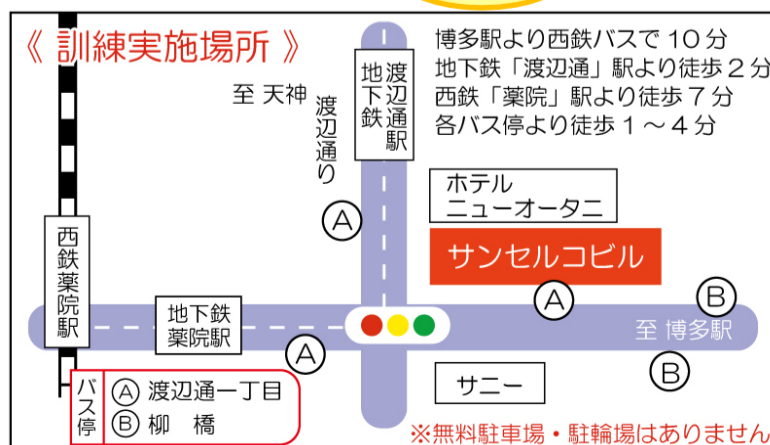 《 訓練実施場所 》
博多駅より西鉄バスで10分
地下鉄「渡辺通」駅より徒歩2分
西鉄「薬院」駅より徒歩7分
各バス停より徒歩1～4分
至 天神
渡辺通り
地下鉄
渡辺通駅
ホテル
ニューオータニ
サンセルコビル
Ⓐ
Ⓐ
Ⓑ
西鉄薬院駅
地下鉄
薬院駅
至 博多駅
Ⓐ
Ⓑ
サニー
バス停
Ⓐ 渡辺通一丁目
Ⓑ 柳　橋
※無料駐車場・駐輪場はありません